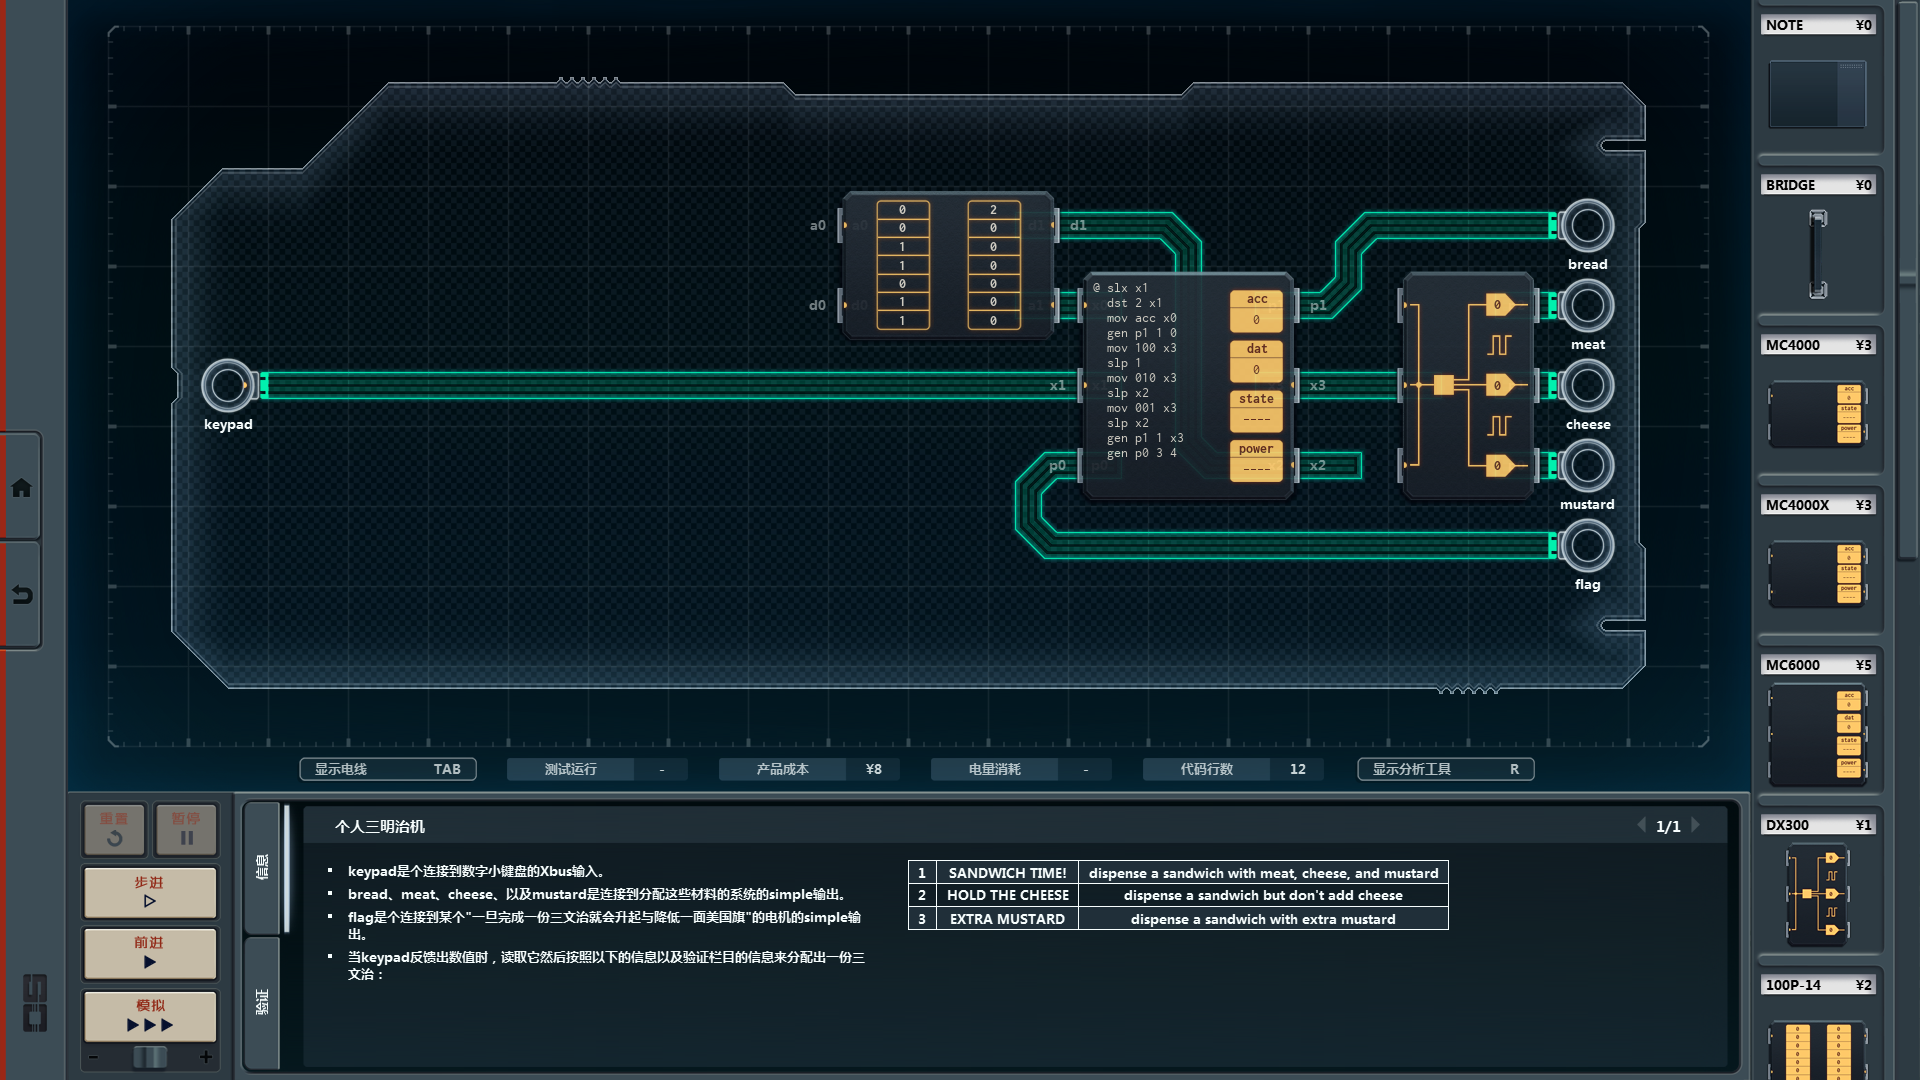 NOTE ¥0
BRIDGE ¥0
MC4000 ¥3
MC4000X ¥3
MC6000 ¥5
DX300 ¥1
100P-14 ¥2
a0
d0
d1
0 2
0 0
1 0
1 0
0 0
1 0
1 0
@ slx x1
dst 2 x1
mov acc x0
gen p1 1 0
mov 100 x3
slp 1
mov 010 x3
slp x2
mov 001 x3
slp x2
gen p1 1 x3
gen p0 3 4
acc
0
dat
0
state
----
power
----
x1
p0
p1
x3
x2
0
0
0
keypad
bread
meat
cheese
mustard
flag
显示电线 TAB
测试运行 -
产品成本 ¥8
电量消耗 -
代码行数 12
显示分析工具 R
重置
暂停
步进
前进
模拟
- +
信息
验证
个人三明治机
1/1
keypad是个连接到数字小键盘的Xbus输入。
bread、meat、cheese、以及mustard是连接到分配这些材料的系统的simple输出。
flag是个连接到某个"一旦完成一份三文治就会升起与降低一面美国旗"的电机的simple输
出。
当keypad反馈出数值时，读取它然后按照以下的信息以及验证栏目的信息来分配出一份三
文治：
1 SANDWICH TIME! dispense a sandwich with meat, cheese, and mustard
2 HOLD THE CHEESE dispense a sandwich but don't add cheese
3 EXTRA MUSTARD dispense a sandwich with extra mustard